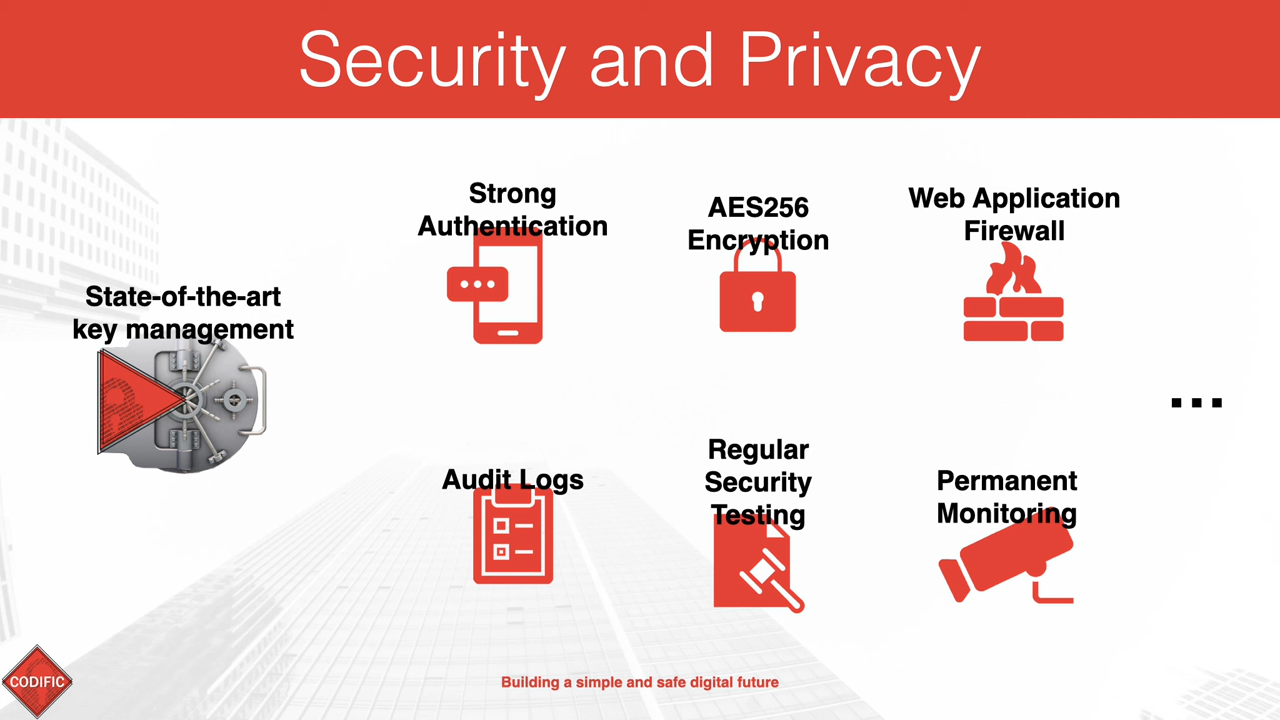 Security and Privacy
State-of-the-art
key management
Strong
Authentication
AES256
Encryption
Web Application
Firewall
...
Audit Logs
Regular
Security
Testing
Permanent
Monitoring
CODIFIC
Building a simple and safe digital future